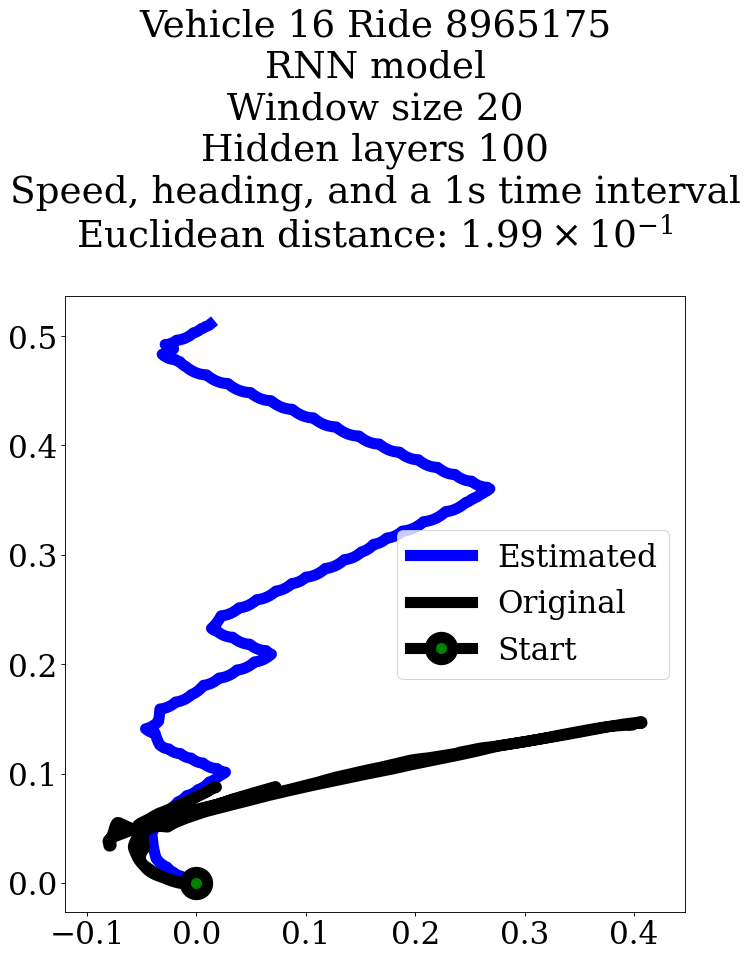 Vehicle 16 Ride 8965175
RNN model
Window size 20
Hidden layers 100
Speed, heading, and a 1s time interval
Euclidean distance: 1.99 × 10⁻¹
0.5
0.4
0.3
0.2
0.1
0.0
Estimated
Original
Start
−0.1 0.0 0.1 0.2 0.3 0.4